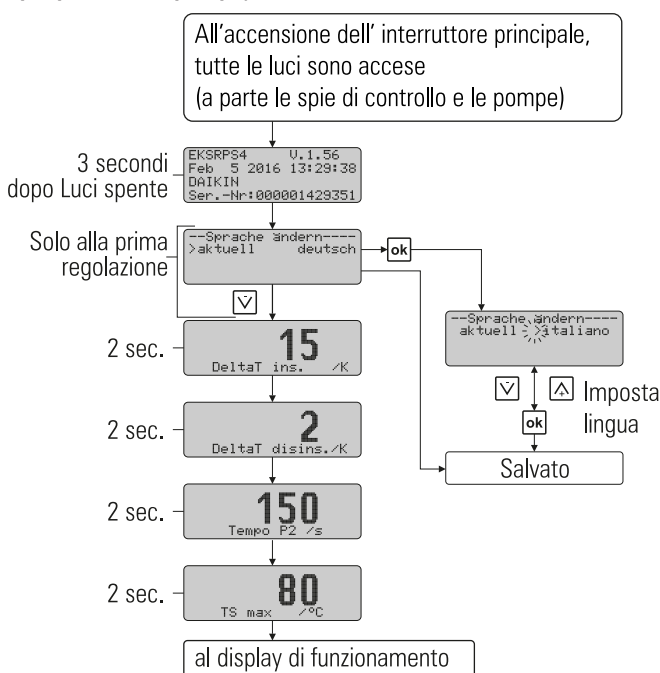 All'accensione dell' interruttore principale,
tutte le luci sono accese
(a parte le spie di controllo e le pompe)
3 secondi
dopo Luci spente
EKSRPS4 V.1.56
Feb 5 2016 13:29:38
DAIKIN
Ser.-Nr:000001429351
Solo alla prima
regolazione
--Sprache ändern----
>aktuell deutsch
ok
--Sprache ändern----
aktuell >italiano
Imposta
lingua
ok
Salvato
2 sec.
15
DeltaT ins. /K
2 sec.
2
DeltaT disins./K
2 sec.
150
Tempo P2 /s
2 sec.
80
TS max /°C
al display di funzionamento